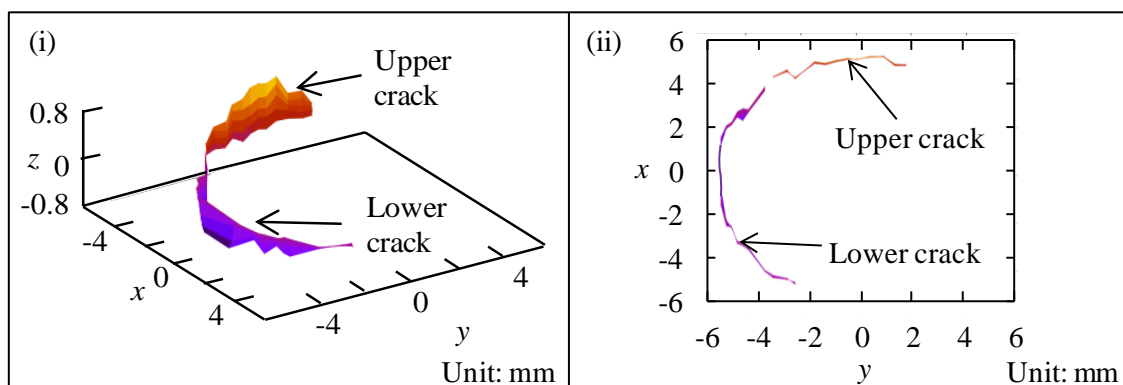 (i)
Upper
crack
0.8
z
0
-0.8
-4
x
0
4
Lower
crack
-4
0
4
y
Unit: mm
(ii)
6
4
2
x
0
-2
-4
-6
Upper crack
Lower crack
-6 -4 -2 0 2 4 6
y
Unit: mm